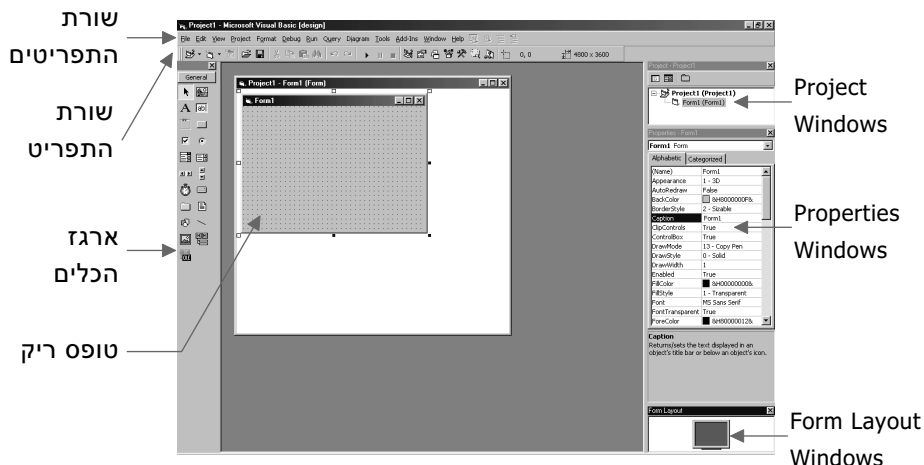 שורת
התפריטים
שורת
התפריט
ארגז
הכלים
טופס ריק
Project1 - Microsoft Visual Basic [design]
File Edit View Project Format Debug Run Query Diagram Tools Add-Ins Window Help
0, 0 4800 x 3600
General
A ab|
Project1 - Form1 (Form)
Form1
Project - Project1
Project1 (Project1)
Form1 (Form1)
Properties - Form1
Form1 Form
Alphabetic Categorized
(Name) Form1
Appearance 1 - 3D
AutoRedraw False
BackColor &H8000000F&
BorderStyle 2 - Sizable
Caption Form1
ClipControls True
ControlBox True
DrawMode 13 - Copy Pen
DrawStyle 0 - Solid
DrawWidth 1
Enabled True
FillColor &H00000000&
FillStyle 1 - Transparent
Font MS Sans Serif
FontTransparent True
ForeColor &H80000012&
Caption
Returns/sets the text displayed in an
object's title bar or below an object's icon.
Form Layout
Project
Windows
Properties
Windows
Form Layout
Windows